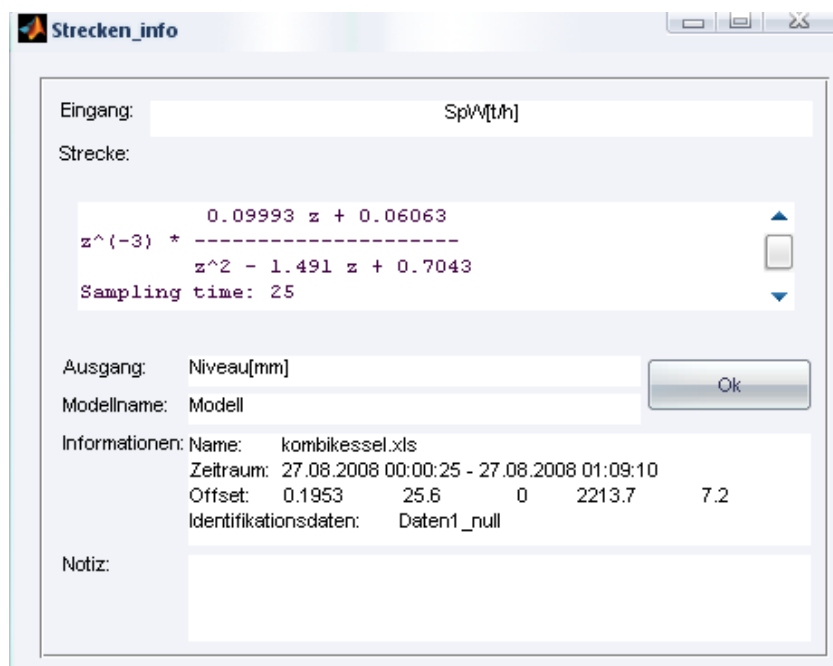 Strecken_info
Eingang: SpW[t/h]
Strecke:
0.09993 z + 0.06063
z^(-3) * ---------------------
z^2 - 1.491 z + 0.7043
Sampling time: 25
Ausgang: Niveau[mm]
Ok
Modellname: Modell
Informationen: Name: kombikessel.xls
Zeitraum: 27.08.2008 00:00:25 - 27.08.2008 01:09:10
Offset: 0.1953 25.6 0 2213.7 7.2
Identifikationsdaten: Daten1_null
Notiz: